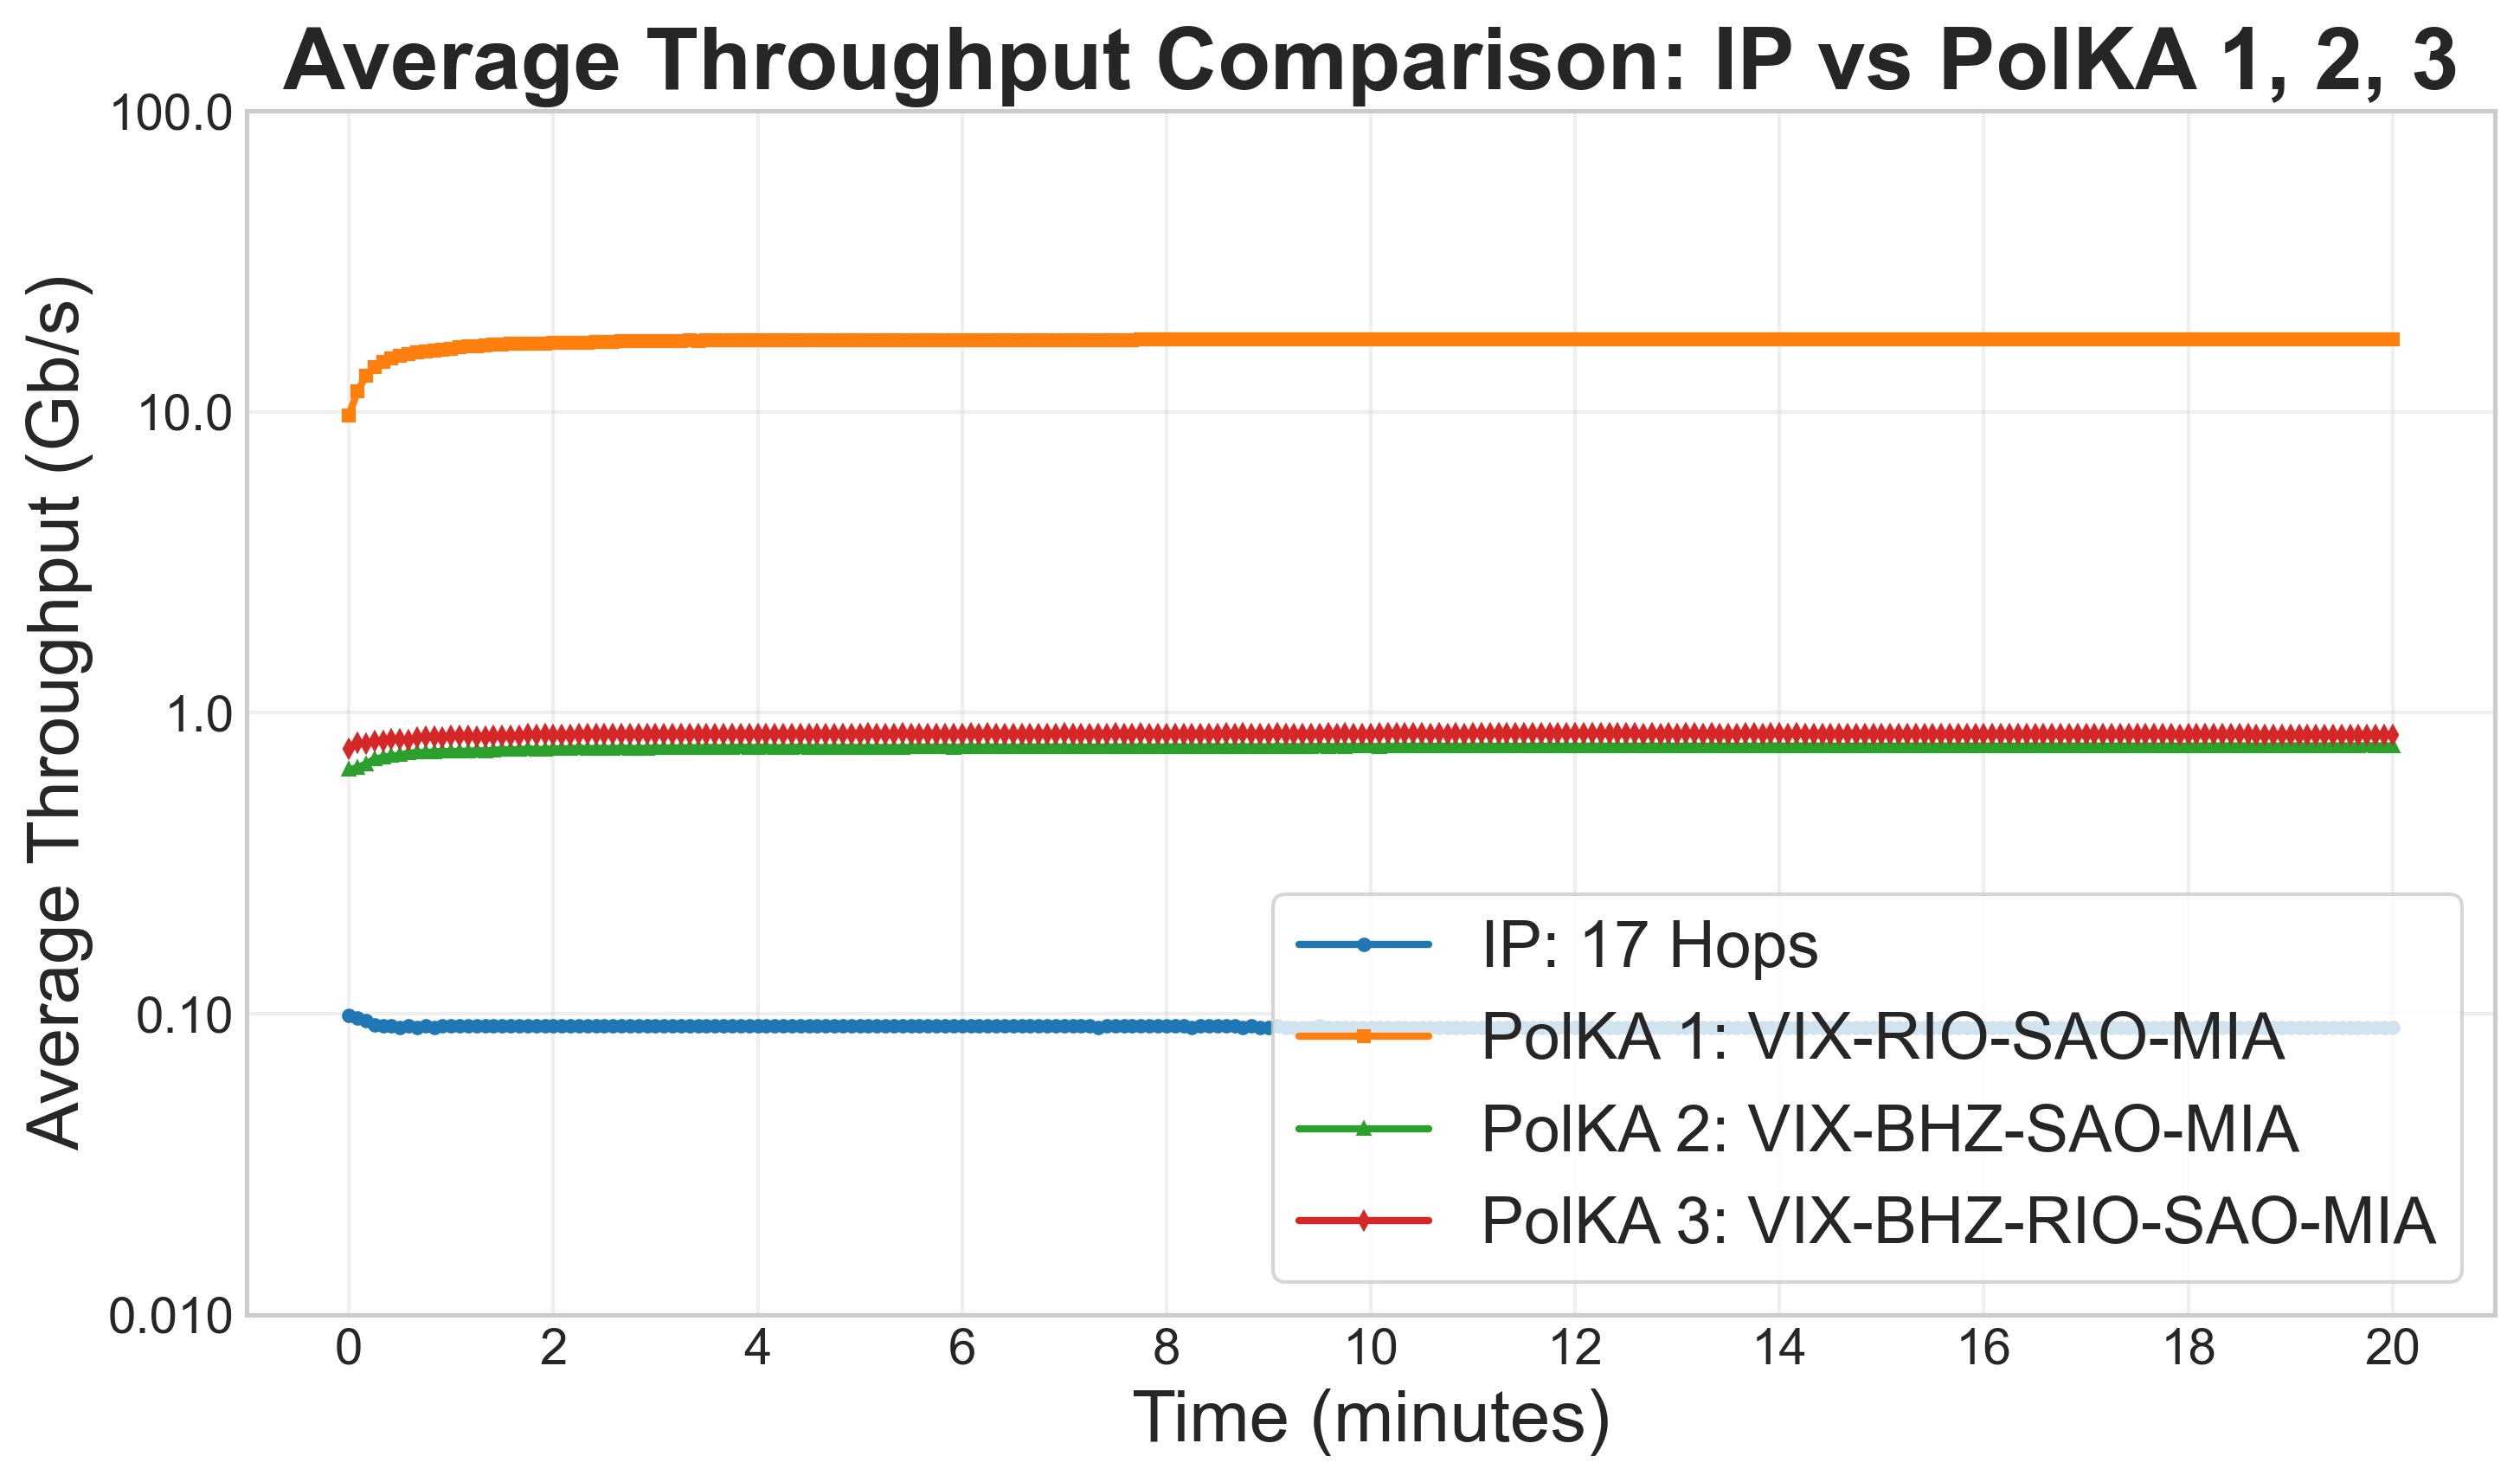 Average Throughput Comparison: IP vs PolKA 1, 2, 3
Average Throughput (Gb/s)
100.0
10.0
1.0
0.10
0.010
IP: 17 Hops
PolKA 1: VIX-RIO-SAO-MIA
PolKA 2: VIX-BHZ-SAO-MIA
PolKA 3: VIX-BHZ-RIO-SAO-MIA
0 2 4 6 8 10 12 14 16 18 20
Time (minutes)